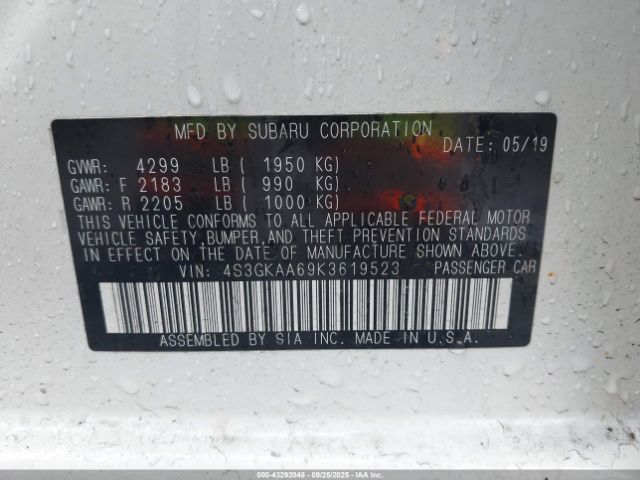 MFD BY SUBARU CORPORATION
DATE: 05/19
GVWR: 4299 LB ( 1950 KG)
GAWR: F 2183 LB ( 990 KG)
GAWR: R 2205 LB ( 1000 KG)
THIS VEHICLE CONFORMS TO ALL APPLICABLE FEDERAL MOTOR
VEHICLE SAFETY, BUMPER, AND THEFT PREVENTION STANDARDS
IN EFFECT ON THE DATE OF MANUFACTURE SHOWN ABOVE.
VIN: 4S3GKAA69K3619523 PASSENGER CAR
ASSEMBLED BY SIA INC. MADE IN U.S.A.
000-43292048 - 09/25/2025 - Copyright © IAA, LLC